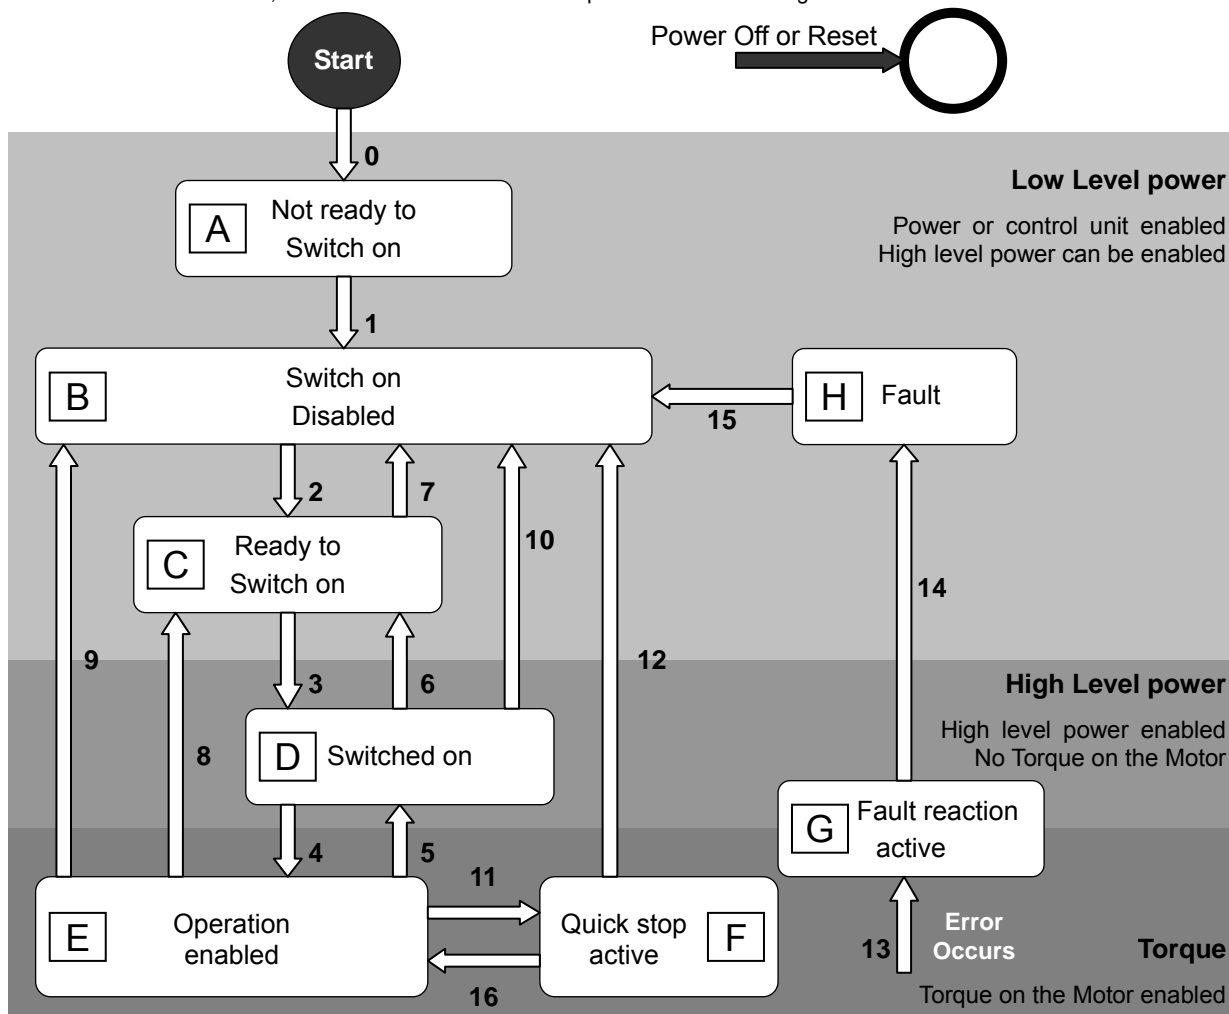 Power Off or Reset
Start
0
Low Level power
A
Not ready to
Switch on
Power or control unit enabled
High level power can be enabled
1
B
Switch on
Disabled
H
Fault
15
2
7
10
C
Ready to
Switch on
14
9
12
3
6
High Level power
High level power enabled
No Torque on the Motor
8
D
Switched on
G
Fault reaction
active
4
5
11
E
Operation
enabled
Quick stop
active
F
13
Error
Occurs
Torque
16
Torque on the Motor enabled